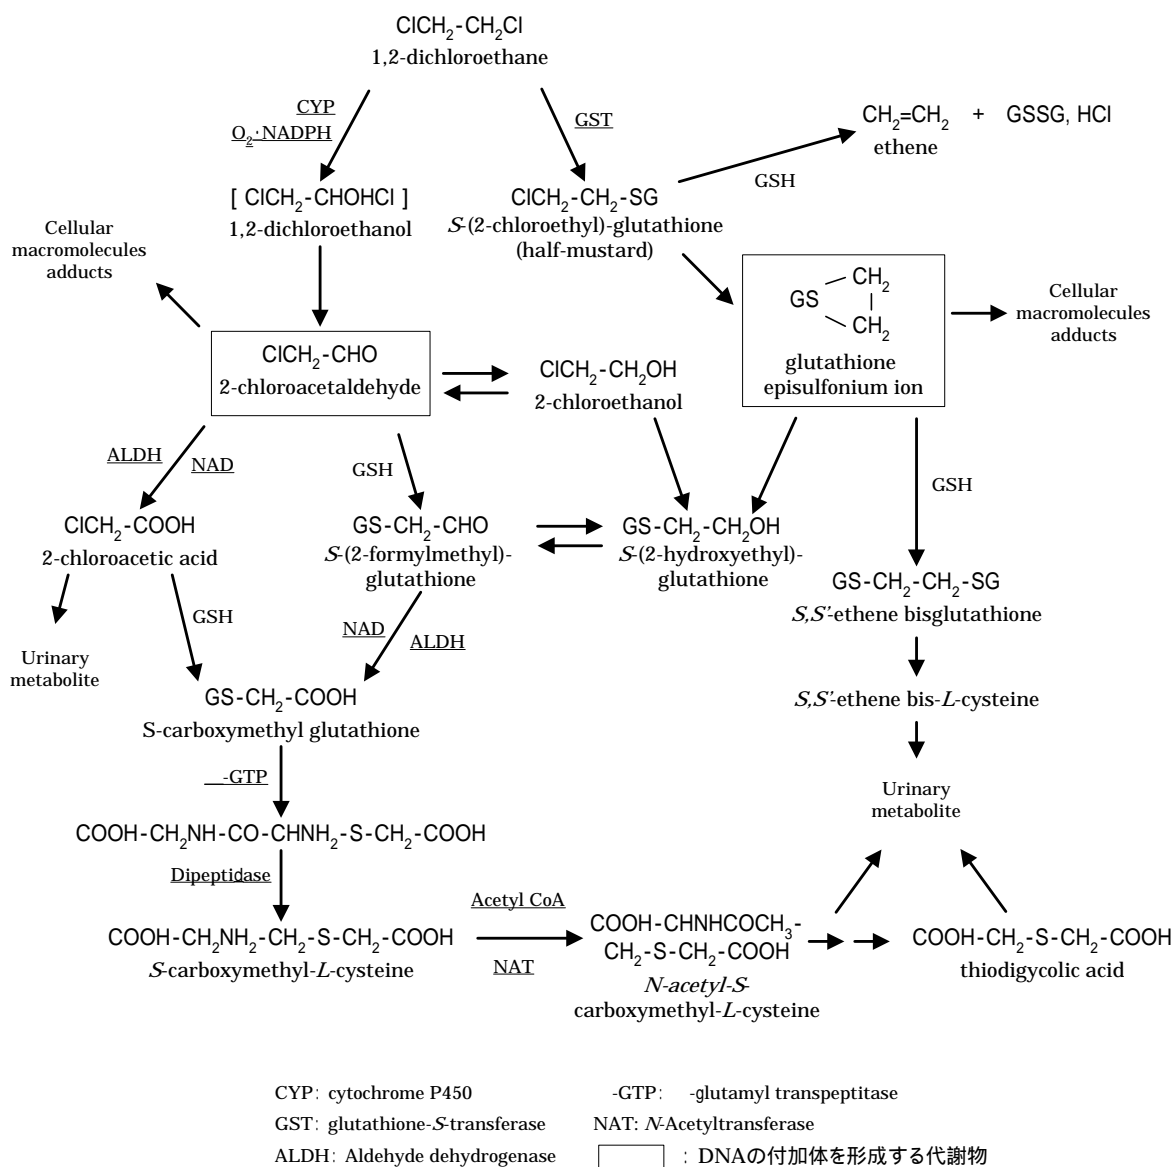 ClCH2-CH2Cl
1,2-dichloroethane
CYP
O2·NADPH
GST
CH2=CH2 + GSSG, HCl
ethene
GSH
[ ClCH2-CHOHCl ]
1,2-dichloroethanol
ClCH2-CH2-SG
S-(2-chloroethyl)-glutathione
(half-mustard)
Cellular
macromolecules
adducts
GS
CH2
CH2
glutathione
episulfonium ion
Cellular
macromolecules
adducts
ClCH2-CHO
2-chloroacetaldehyde
ClCH2-CH2OH
2-chloroethanol
ALDH
NAD
GSH
GSH
ClCH2-COOH
2-chloroacetic acid
GS-CH2-CHO
S-(2-formylmethyl)-
glutathione
GS-CH2-CH2OH
S-(2-hydroxyethyl)-
glutathione
GS-CH2-CH2-SG
S,S'-ethene bisglutathione
GSH
NAD
ALDH
Urinary
metabolite
GS-CH2-COOH
S-carboxymethyl glutathione
S,S'-ethene bis-L-cysteine
-GTP
Urinary
metabolite
COOH-CH2NH-CO-CHNH2-S-CH2-COOH
Dipeptidase
COOH-CH2NH2-CH2-S-CH2-COOH
S-carboxymethyl-L-cysteine
Acetyl CoA
NAT
COOH-CHNHCOCH3-
CH2-S-CH2-COOH
N-acetyl-S-
carboxymethyl-L-cysteine
COOH-CH2-S-CH2-COOH
thiodigycolic acid
CYP: cytochrome P450 -GTP: -glutamyl transpeptitase
GST: glutathione-S-transferase NAT: N-Acetyltransferase
ALDH: Aldehyde dehydrogenase : DNAの付加体を形成する代謝物